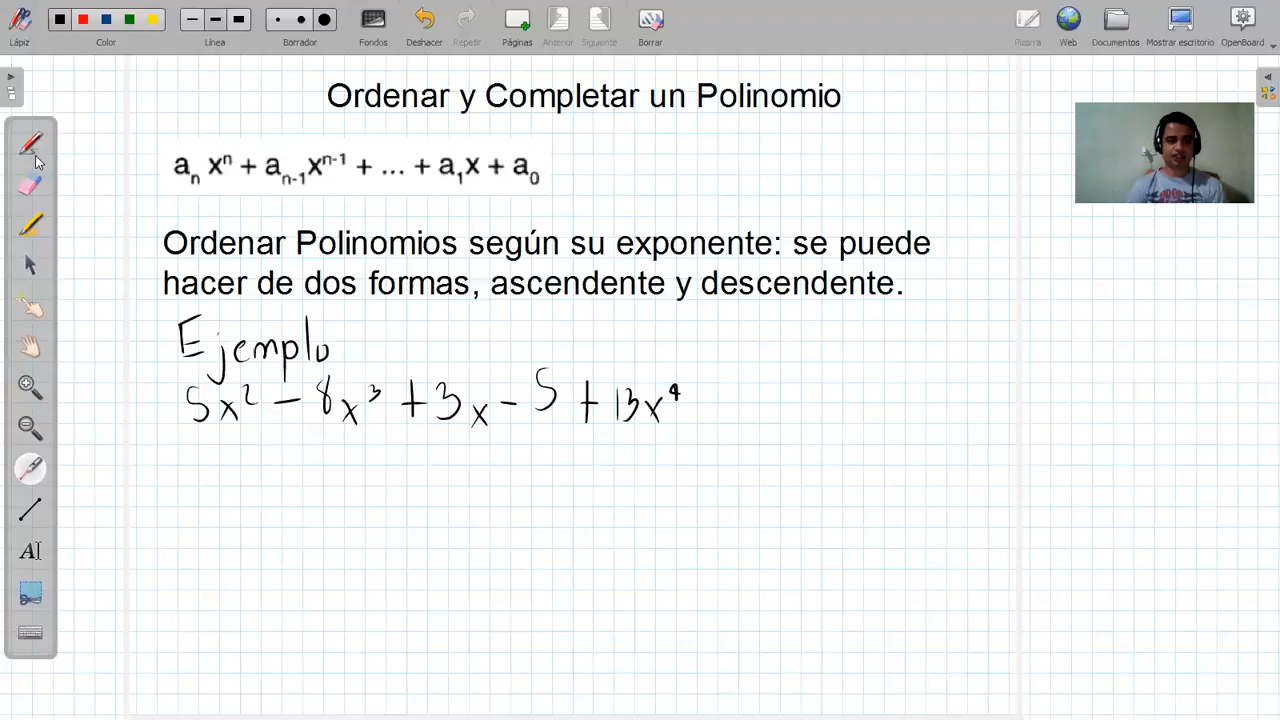 Lápiz
Color
Línea
Borrador
Fondos
Deshacer
Repetir
Páginas
Anterior
Siguiente
Borrar
Pizarra
Web
Documentos
Mostrar escritorio
OpenBoard
Ordenar y Completar un Polinomio
aₙ xⁿ + aₙ₋₁xⁿ⁻¹ + ... + a₁x + a₀
Ordenar Polinomios según su exponente: se puede
hacer de dos formas, ascendente y descendente.
Ejemplo
5x² - 8x³ + 3x - 5 + 13x⁴